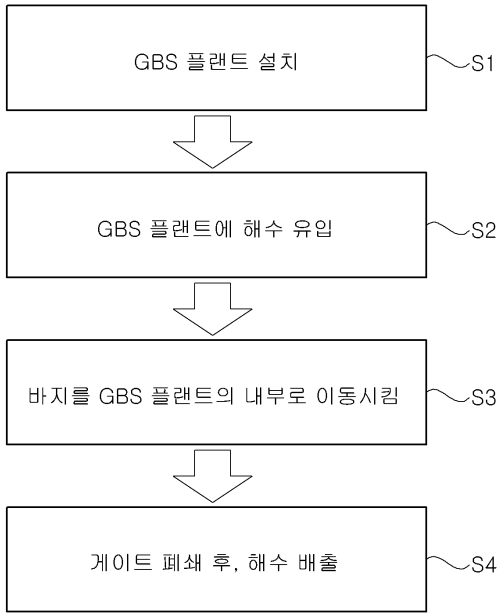 GBS 플랜트 설치
S1
GBS 플랜트에 해수 유입
S2
바지를 GBS 플랜트의 내부로 이동시킴
S3
게이트 폐쇄 후, 해수 배출
S4